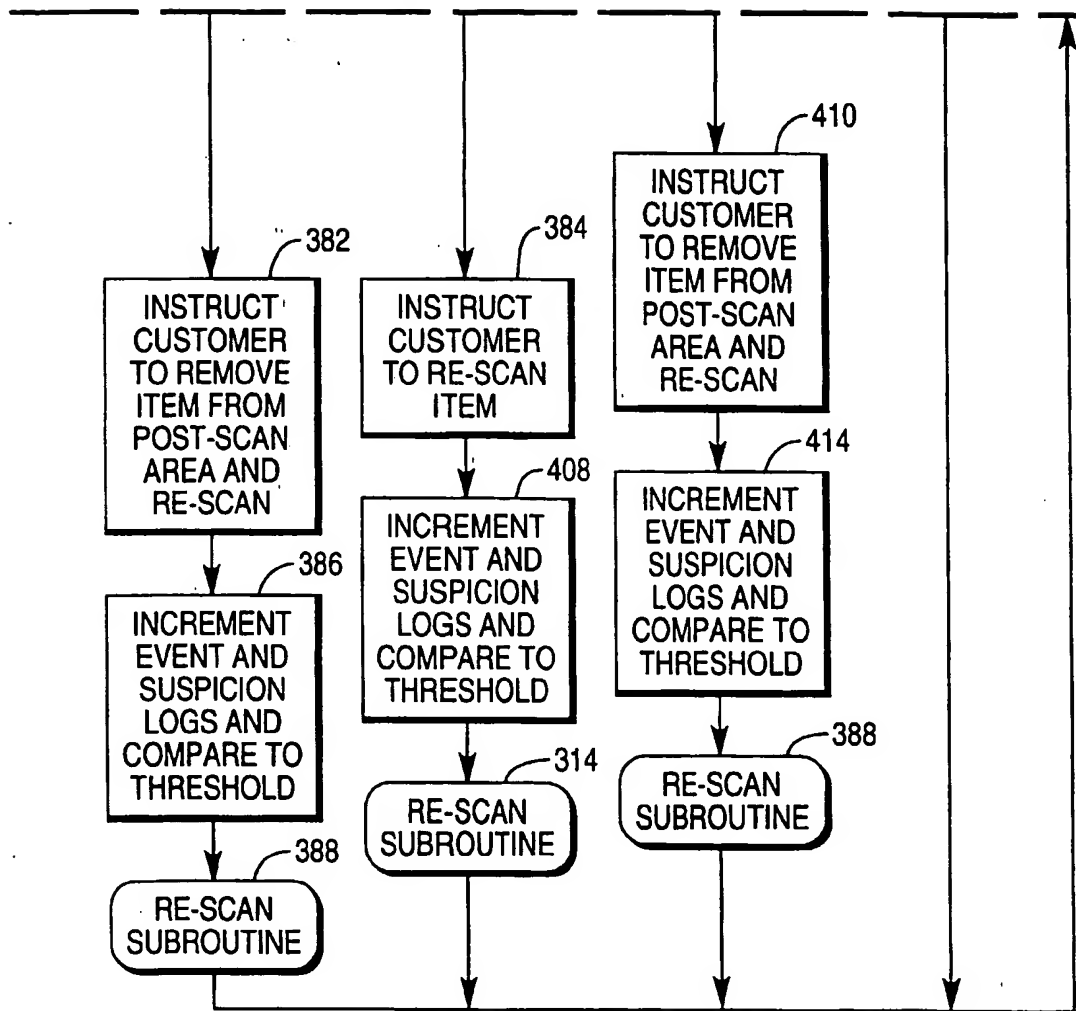 382
INSTRUCT
CUSTOMER
TO REMOVE
ITEM FROM
POST-SCAN
AREA AND
RE-SCAN
386
INCREMENT
EVENT AND
SUSPICION
LOGS AND
COMPARE TO
THRESHOLD
388
RE-SCAN
SUBROUTINE
384
INSTRUCT
CUSTOMER
TO RE-SCAN
ITEM
408
INCREMENT
EVENT AND
SUSPICION
LOGS AND
COMPARE TO
THRESHOLD
314
RE-SCAN
SUBROUTINE
410
INSTRUCT
CUSTOMER
TO REMOVE
ITEM FROM
POST-SCAN
AREA AND
RE-SCAN
414
INCREMENT
EVENT AND
SUSPICION
LOGS AND
COMPARE TO
THRESHOLD
388
RE-SCAN
SUBROUTINE